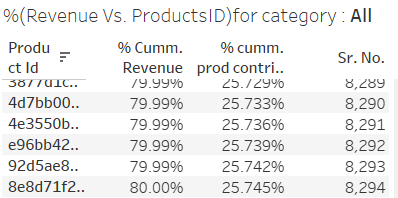 %(Revenue Vs. ProductsID)for category : All
Produ ct Id % Cumm. Revenue % cumm. prod contri.. Sr. No.
3877d1c.. 79.99% 25.729% 8,289
4d7bb00.. 79.99% 25.733% 8,290
4e3550b.. 79.99% 25.736% 8,291
e96bb42.. 79.99% 25.739% 8,292
92d5ae8.. 79.99% 25.742% 8,293
8e8d71f2.. 80.00% 25.745% 8,294